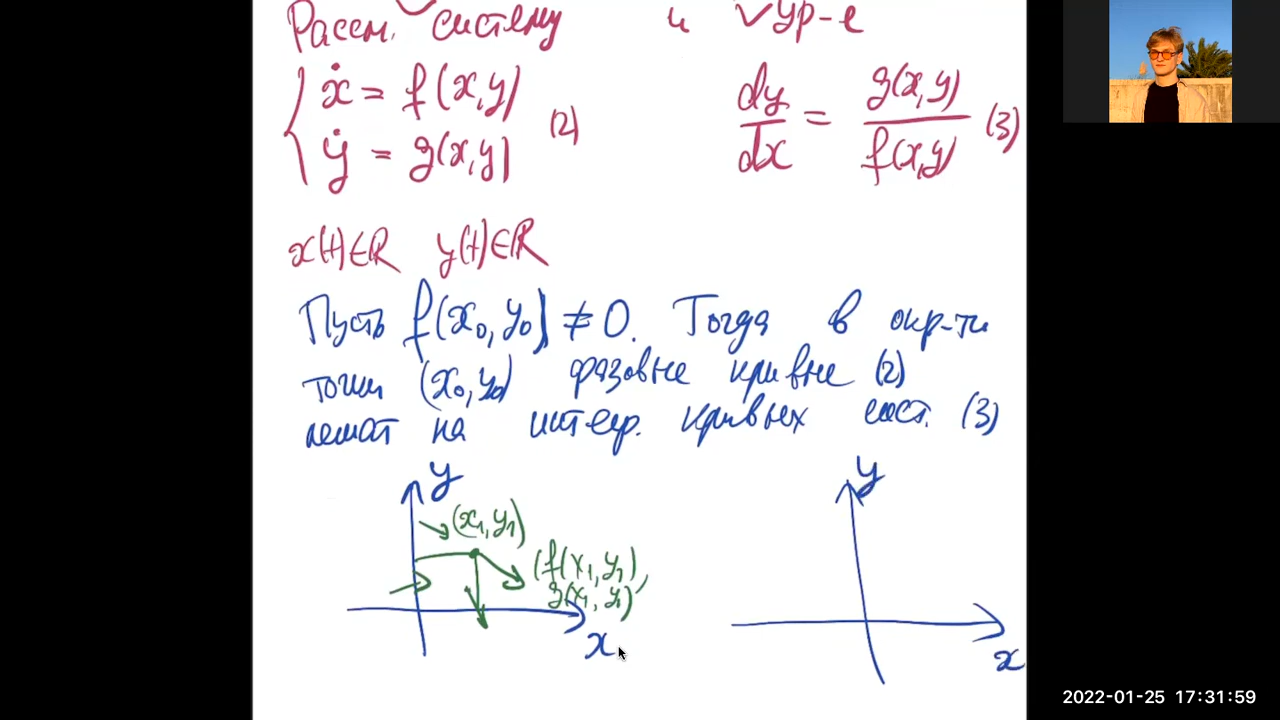 Рассм. систему и ур-е
ẋ = f(x,y)
ẏ = g(x,y)
(2)
dy/dx = g(x,y)/f(x,y) (3)
x(t)∈R y(t)∈R
Пусть f(x₀,y₀) ≠ 0. Тогда в окр-ти
точки (x₀,y₀) фазовые кривые (2)
лежат на интегр. кривых сист. (3)
y
(x₁,y₁)
(f(x₁,y₁),
g(x₁,y₁))
x
y
x
2022-01-25 17:31:59